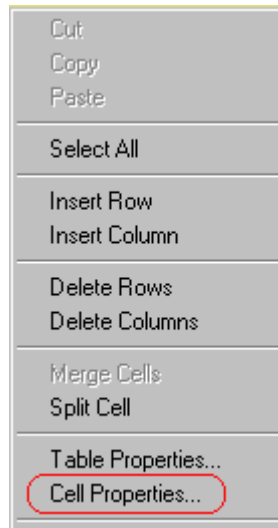 Cut
Copy
Paste
Select All
Insert Row
Insert Column
Delete Rows
Delete Columns
Merge Cells
Split Cell
Table Properties...
Cell Properties...